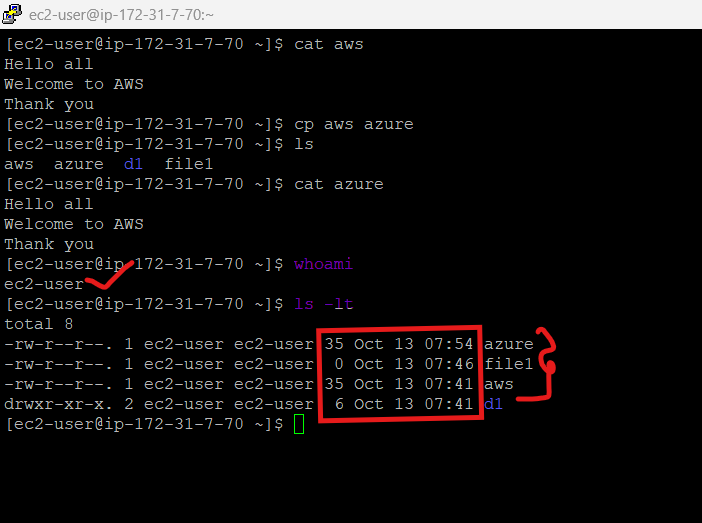 ec2-user@ip-172-31-7-70:~
[ec2-user@ip-172-31-7-70 ~]$ cat aws
Hello all
Welcome to AWS
Thank you
[ec2-user@ip-172-31-7-70 ~]$ cp aws azure
[ec2-user@ip-172-31-7-70 ~]$ ls
aws  azure  d1  file1
[ec2-user@ip-172-31-7-70 ~]$ cat azure
Hello all
Welcome to AWS
Thank you
[ec2-user@ip-172-31-7-70 ~]$ whoami
ec2-user
[ec2-user@ip-172-31-7-70 ~]$ ls -lt
total 8
-rw-r--r--. 1 ec2-user ec2-user 35 Oct 13 07:54 azure
-rw-r--r--. 1 ec2-user ec2-user  0 Oct 13 07:46 file1
-rw-r--r--. 1 ec2-user ec2-user 35 Oct 13 07:41 aws
drwxr-xr-x. 2 ec2-user ec2-user  6 Oct 13 07:41 d1
[ec2-user@ip-172-31-7-70 ~]$